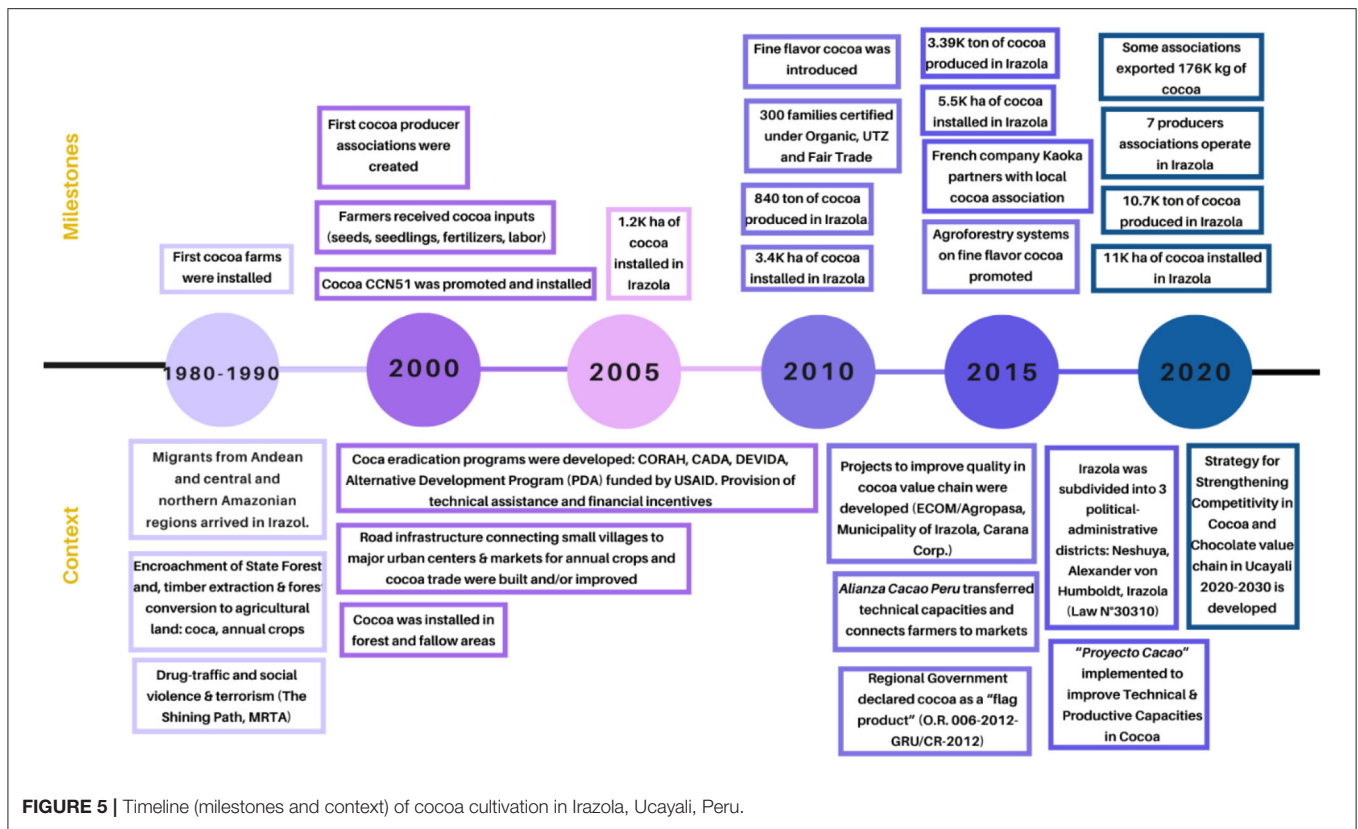 Milestones
First cocoa farms
were installed
First cocoa producer
associations were
created
Farmers received cocoa inputs
(seeds, seedlings, fertilizers, labor)
Cocoa CCN51 was promoted and installed
1.2K ha of
cocoa
installed in
Irazola
Fine flavor cocoa was
introduced
300 families certified
under Organic, UTZ
and Fair Trade
840 ton of cocoa
produced in Irazola
3.4K ha of cocoa
installed in Irazola
3.39K ton of cocoa
produced in Irazola
5.5K ha of cocoa
installed in Irazola
French company Kaoka
partners with local
cocoa association
Agroforestry systems
on fine flavor cocoa
promoted
Some associations
exported 176K kg of
cocoa
7 producers
associations operate
in Irazola
10.7K ton of cocoa
produced in Irazola
11K ha of cocoa installed
in Irazola
1980-1990
2000
2005
2010
2015
2020
Context
Migrants from Andean
and central and
northern Amazonian
regions arrived in Irazol.
Encroachment of State Forest
and, timber extraction & fores
conversion to agricultural
land: coca, annual crops
Drug-traffic and social
violence & terrorism (The
Shining Path, MRTA)
Coca eradication programs were developed: CORAH, CADA, DEVIDA,
Alternative Development Program (PDA) funded by USAID. Provision of
technical assistance and financial incentives
Road infrastructure connecting small villages to
major urban centers & markets for annual crops and
cocoa trade were built and/or improved
Cocoa was installed in
forest and fallow areas
Projects to improve quality in
cocoa value chain were
developed (ECOM/Agropasa,
Municipality of Irazola, Carana
Corp.)
Alianza Cacao Peru transferred
technical capacities and
connects farmers to markets
Regional Government
declared cocoa as a "flag
product" (O.R. 006-2012-
GRU/CR-2012)
Irazola was
subdivided into 3
political-
administrative
districts: Neshuya,
Alexander von
Humboldt, Irazola
(Law N°30310)
"Proyecto Cacao"
implemented to
improve Technical &
Productive Capacities
in Cocoa
Strategy for
Strengthening
Competitivity in
Cocoa and
Chocolate value
chain in Ucayali
2020-2030 is
developed
FIGURE 5 | Timeline (milestones and context) of cocoa cultivation in Irazola, Ucayali, Peru.